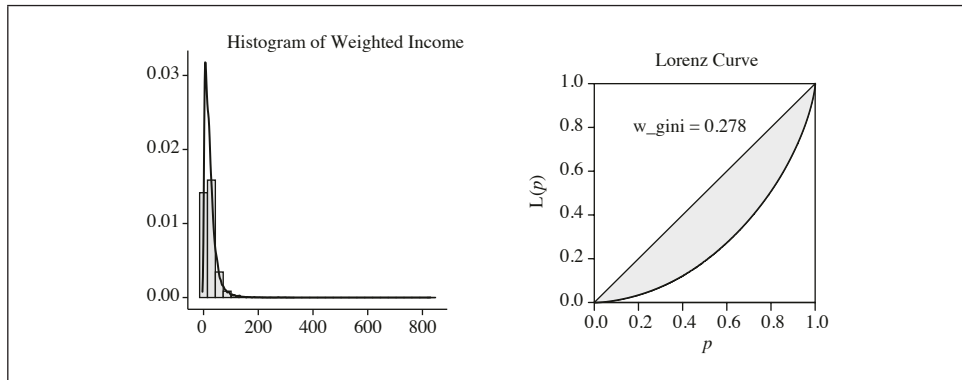 Histogram of Weighted Income
0.03
0.02
0.01
0.00
0 200 400 600 800
Lorenz Curve
1.0
0.8
0.6
0.4
0.2
0.0
L(p)
w_gini = 0.278
0.0 0.2 0.4 0.6 0.8 1.0
p